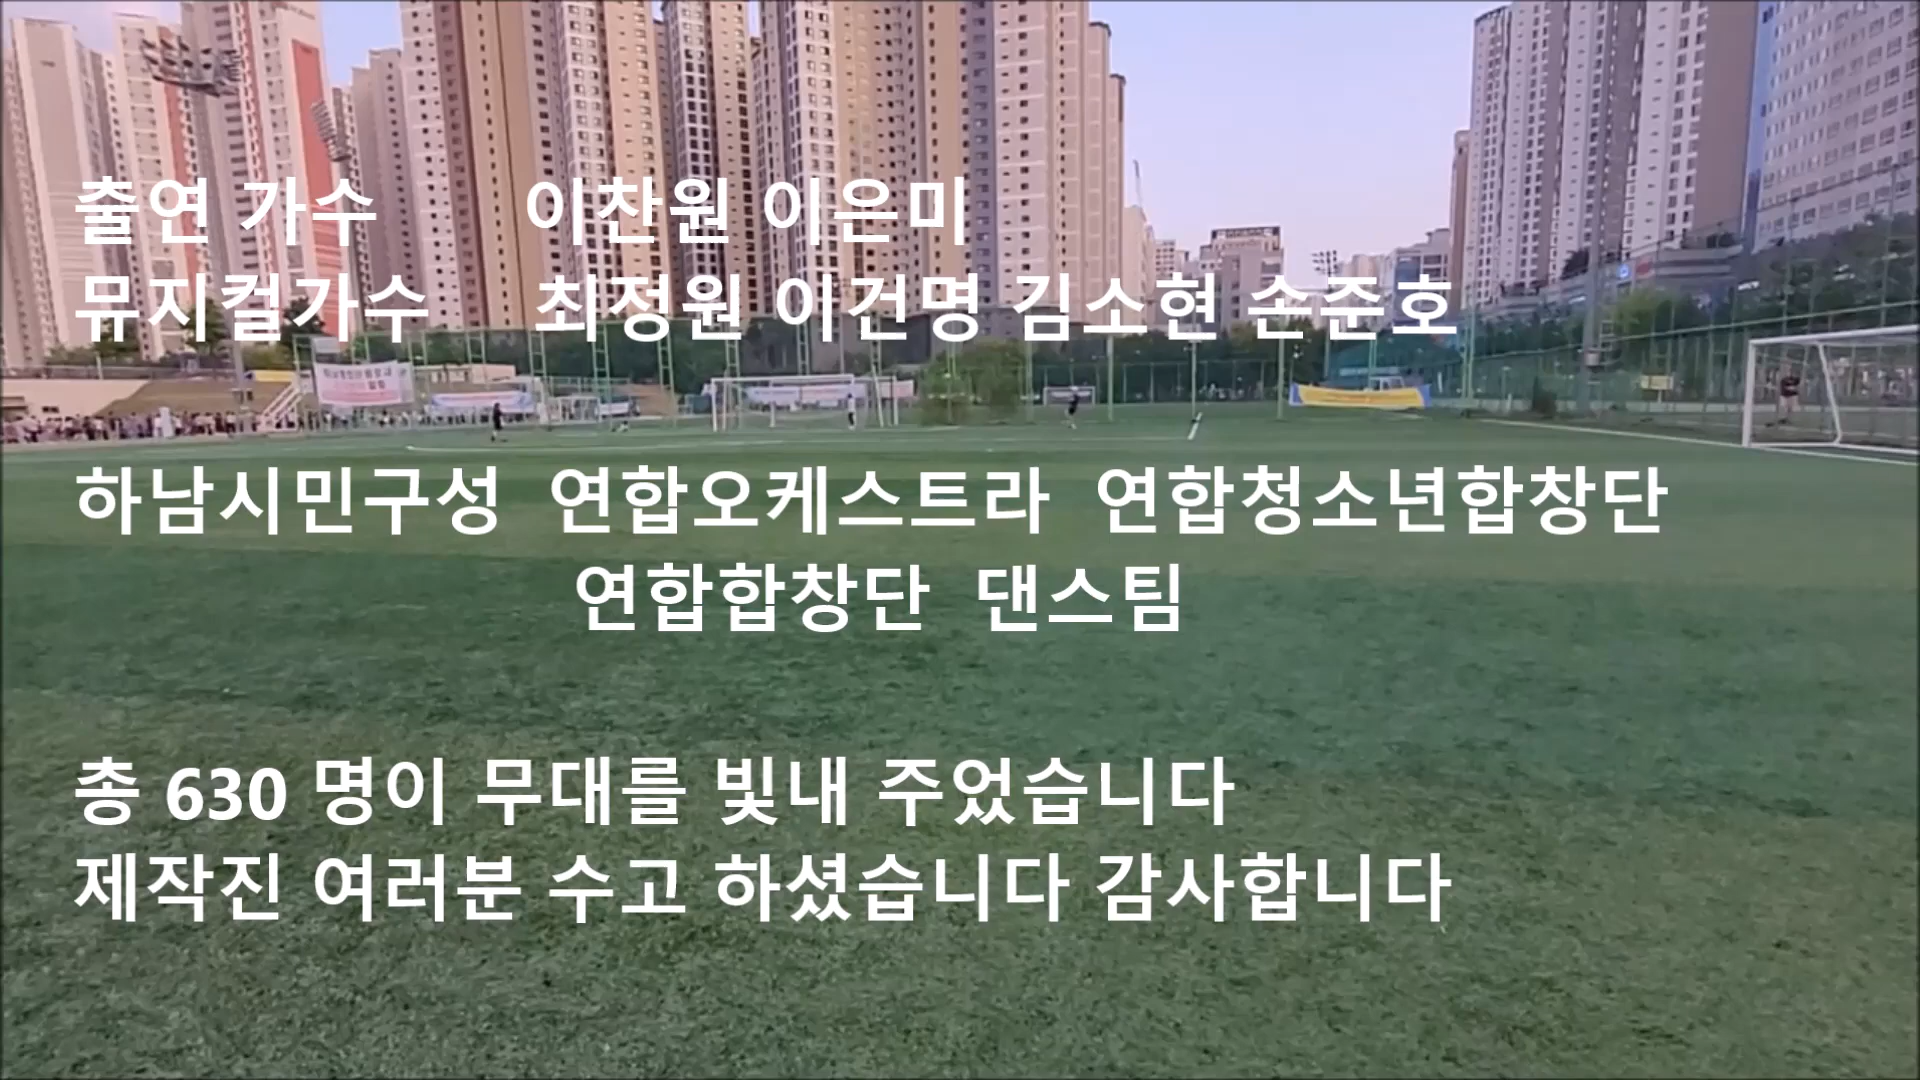 출연 가수 이찬원 이은미
뮤지컬가수 최정원 이건명 김소현 손준호
하남시민구성 연합오케스트라 연합청소년합창단
연합합창단 댄스팀
총 630 명이 무대를 빛내 주었습니다
제작진 여러분 수고 하셨습니다 감사합니다